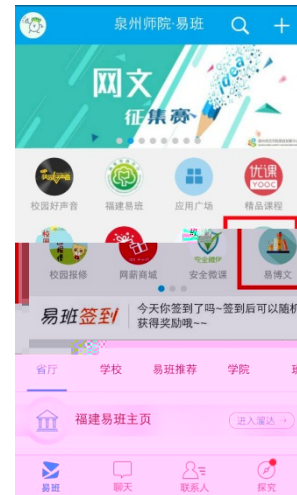 泉州师院·易班
网文
征集赛
idea
校园好声音 福建易班 应用广场 精品课程
优课
YOOC
校园报修 网薪商城 安全微课 易博文
易班签到 今天你签到了吗~签到后可以随机
获得奖励哦~~
省厅 学校 易班推荐 学院
福建易班主页 进入溜达 →
易班 聊天 联系人 探究